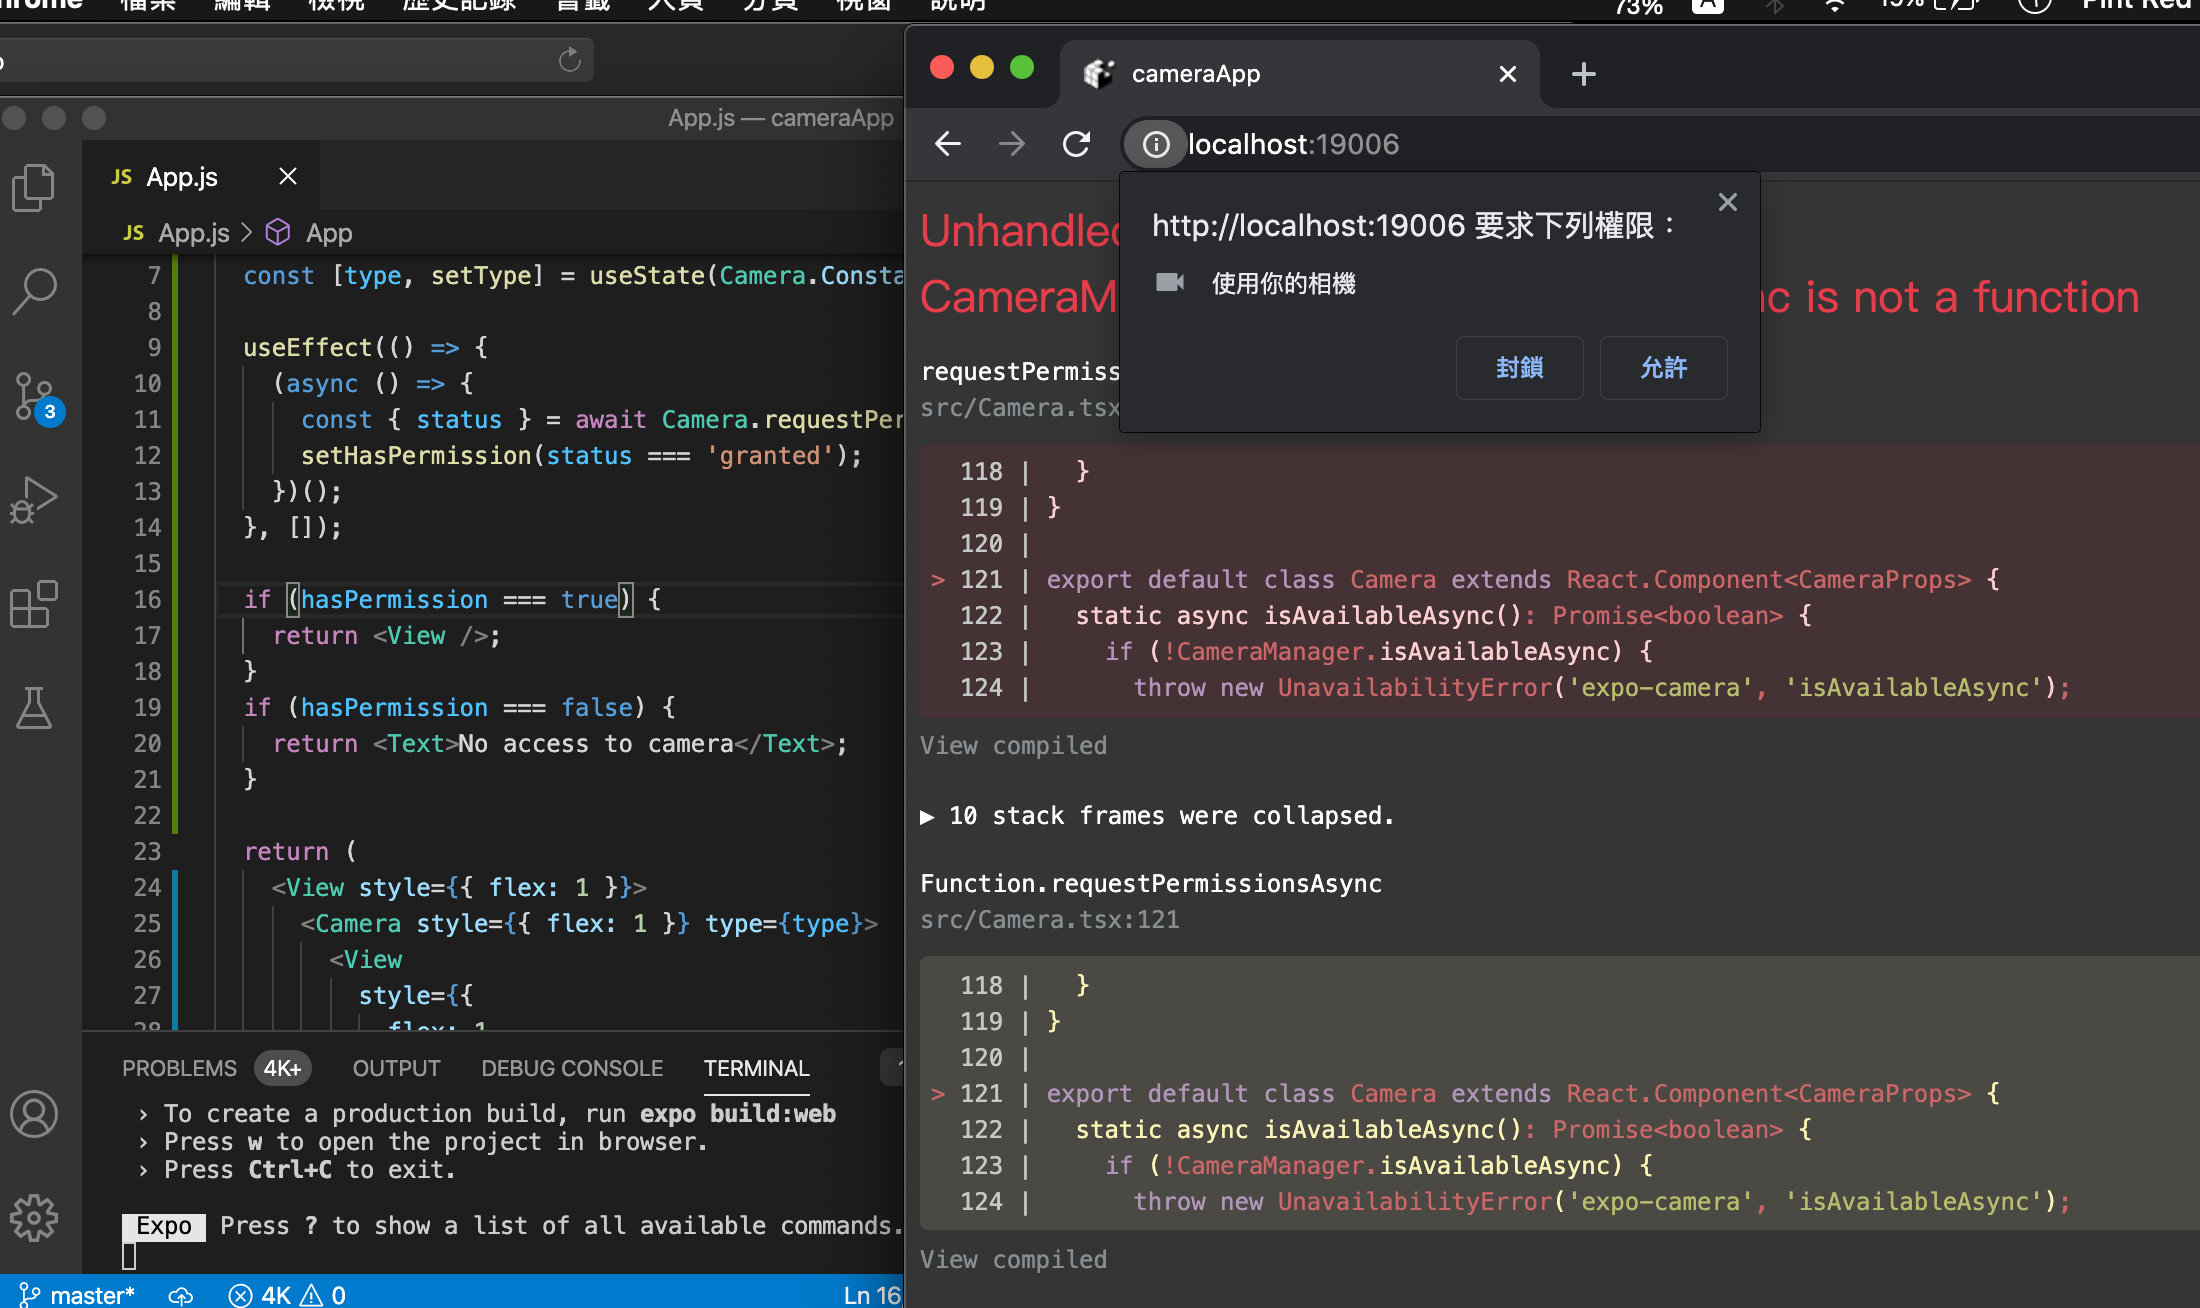 檔案 編輯 檢視 歷史記錄 書籤 人員 分頁 視窗 說明
73% A 19%
App.js — cameraApp
JS App.js
JS App.js > App
7 const [type, setType] = useState(Camera.Consta
8
9 useEffect(() => {
10 (async () => {
11 const { status } = await Camera.requestPer
12 setHasPermission(status === 'granted');
13 })();
14 }, []);
15
16 if (hasPermission === true) {
17 return <View />;
18 }
19 if (hasPermission === false) {
20 return <Text>No access to camera</Text>;
21 }
22
23 return (
24 <View style={{ flex: 1 }}>
25 <Camera style={{ flex: 1 }} type={type}>
26 <View
27 style={{
28 flex: 1
3
PROBLEMS 4K+ OUTPUT DEBUG CONSOLE TERMINAL
› To create a production build, run expo build:web
› Press w to open the project in browser.
› Press Ctrl+C to exit.
Expo Press ? to show a list of all available commands.
master* 4K 0 Ln 16
cameraApp
localhost:19006
http://localhost:19006 要求下列權限：
使用你的相機
封鎖 允許
Unhandled
CameraM
c is not a function
requestPermiss
src/Camera.tsx
118 | }
119 | }
120 |
> 121 | export default class Camera extends React.Component<CameraProps> {
122 | static async isAvailableAsync(): Promise<boolean> {
123 | if (!CameraManager.isAvailableAsync) {
124 | throw new UnavailabilityError('expo-camera', 'isAvailableAsync');
View compiled
▶ 10 stack frames were collapsed.
Function.requestPermissionsAsync
src/Camera.tsx:121
118 | }
119 | }
120 |
> 121 | export default class Camera extends React.Component<CameraProps> {
122 | static async isAvailableAsync(): Promise<boolean> {
123 | if (!CameraManager.isAvailableAsync) {
124 | throw new UnavailabilityError('expo-camera', 'isAvailableAsync');
View compiled